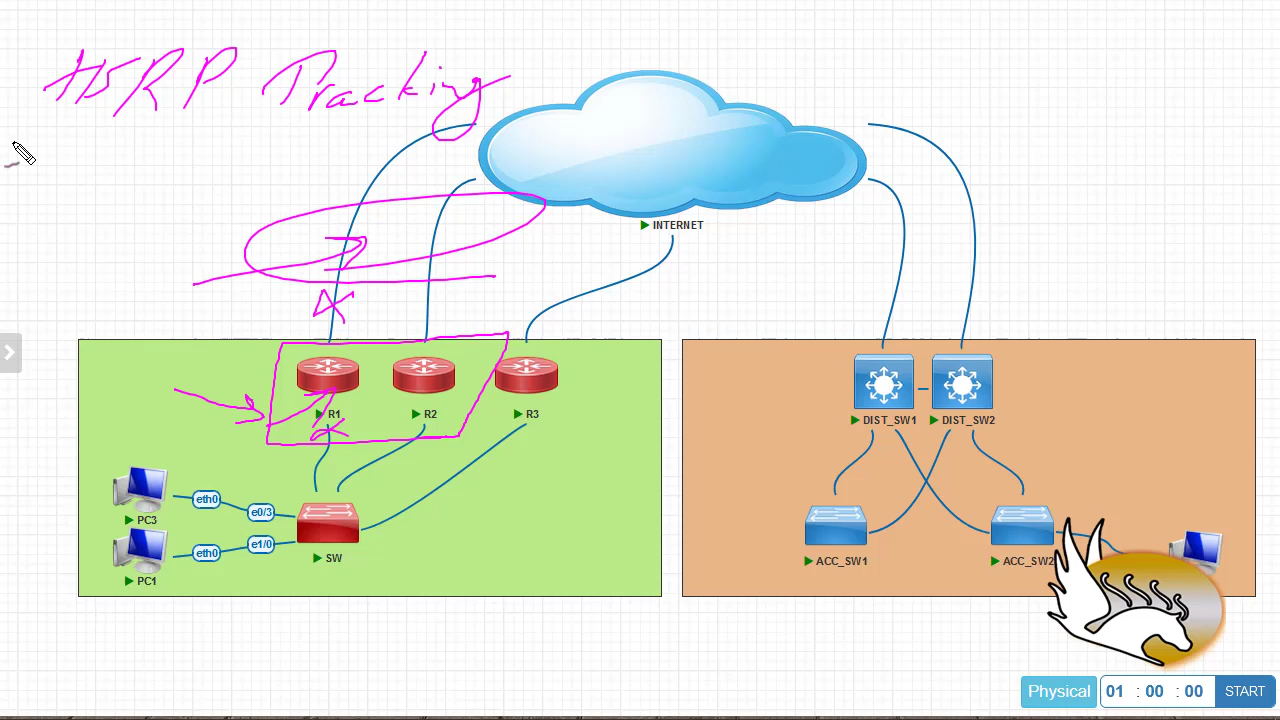 HSRP Tracking
INTERNET
R1
R2
R3
DIST_SW1
DIST_SW2
PC3
eth0
e0/3
PC1
eth0
e1/0
SW
ACC_SW1
ACC_SW2
Physical
01 : 00 : 00
START